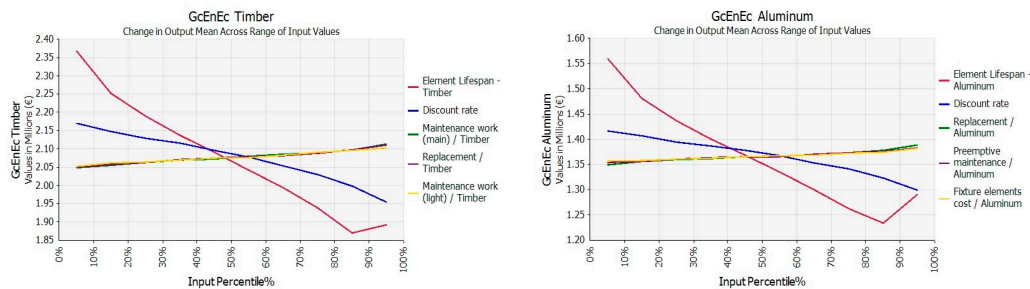 GcEnEc Timber
Change in Output Mean Across Range of Input Values
2.40
2.35
2.30
2.25
2.20
2.15
2.10
2.05
2.00
1.95
1.90
1.85
GcEnEc Timber
Values in Millions (€)
0%
10%
20%
30%
40%
50%
60%
70%
80%
90%
100%
Input Percentile%
Element Lifespan -
Timber
Discount rate
Maintenance work
(main) / Timber
Replacement /
Timber
Maintenance work
(light) / Timber
GcEnEc Aluminum
Change in Output Mean Across Range of Input Values
1.60
1.55
1.50
1.45
1.40
1.35
1.30
1.25
1.20
GcEnEc Aluminum
Values in Millions (€)
0%
10%
20%
30%
40%
50%
60%
70%
80%
90%
100%
Input Percentile%
Element Lifespan -
Aluminum
Discount rate
Replacement /
Aluminum
Preemptive
maintenance /
Aluminum
Fixture elements
cost / Aluminum